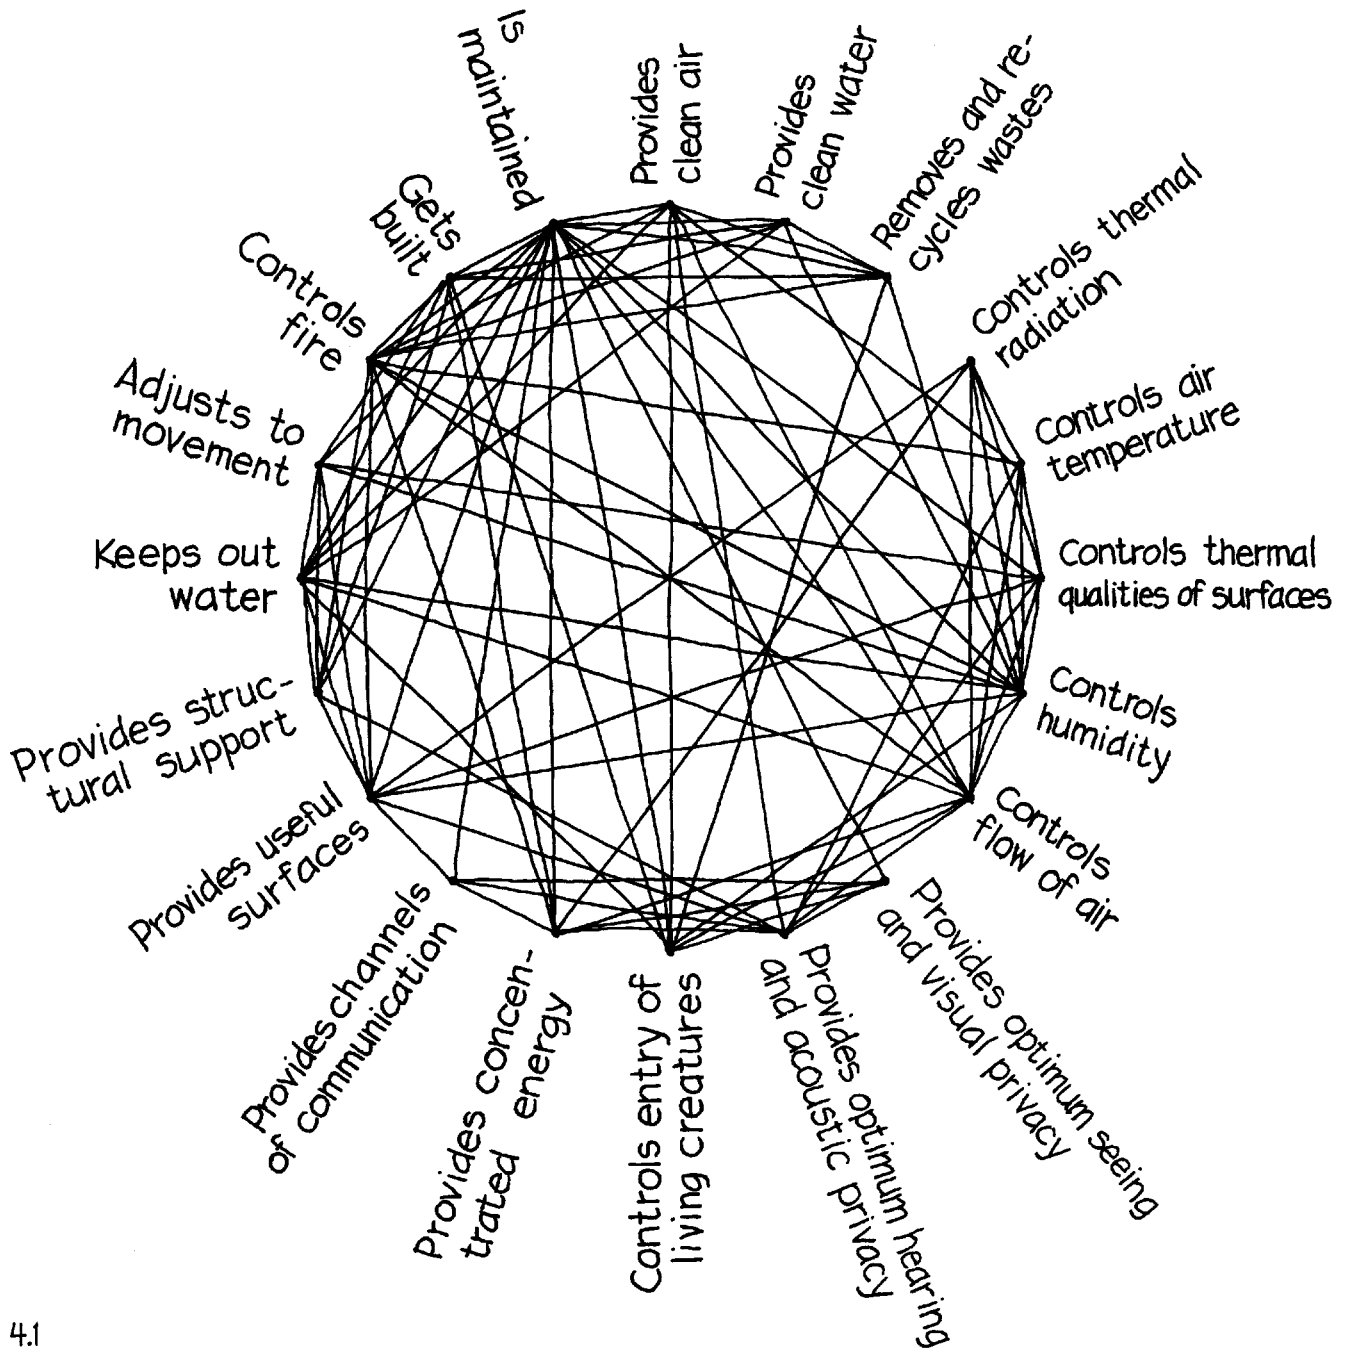 Is
maintained
Provides
clean air
Provides
clean water
Removes and re-
cycles wastes
Controls thermal
radiation
Controls air
temperature
Controls thermal
qualities of surfaces
Controls
humidity
Controls
flow of air
Provides optimum seeing
and visual privacy
Provides optimum hearing
and acoustic privacy
Controls entry of
living creatures
Provides concen-
trated energy
Provides channels
of communication
Provides useful
surfaces
Provides struc-
tural support
Keeps out
water
Adjusts to
movement
Controls
fire
Gets
built
4.1